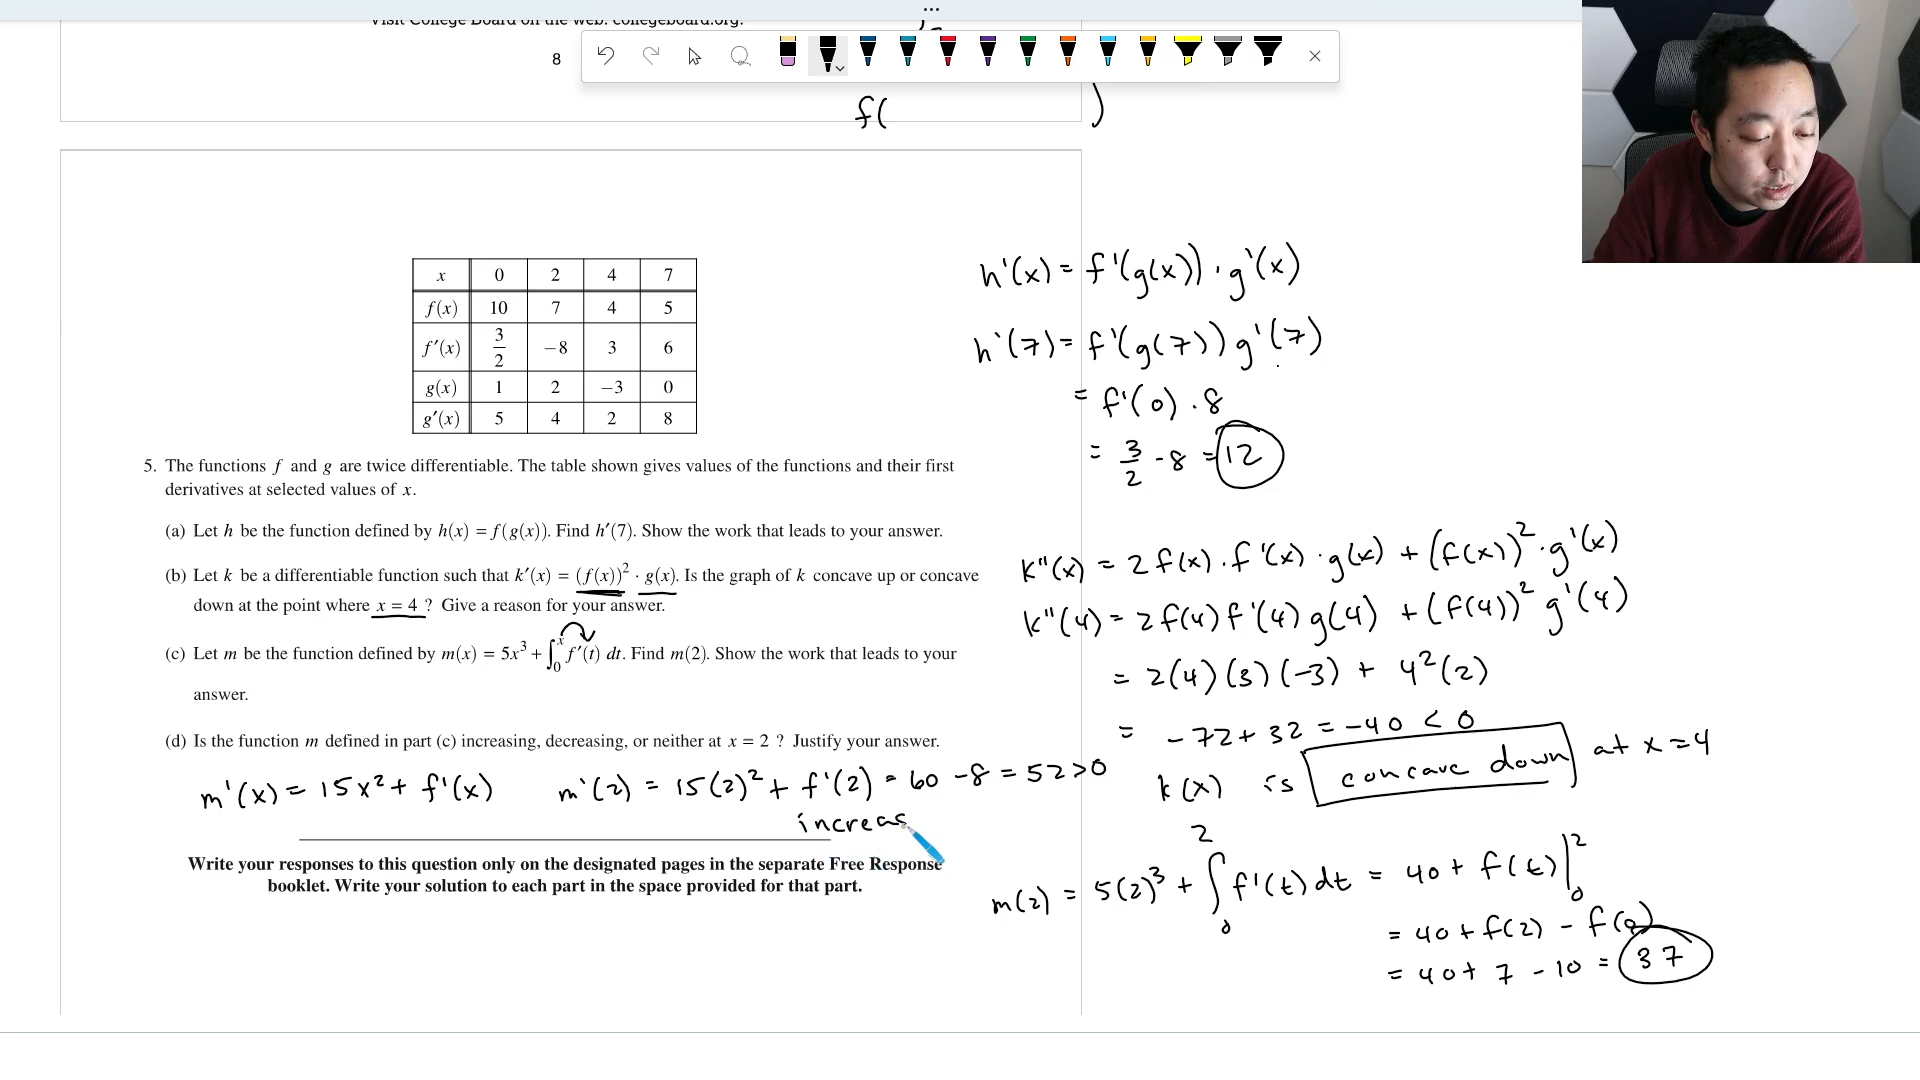 Visit College Board on the web: collegeboard.org.
8
f( )
x 0 2 4 7
f(x) 10 7 4 5
f′(x) 3/2 −8 3 6
g(x) 1 2 −3 0
g′(x) 5 4 2 8
5. The functions f and g are twice differentiable. The table shown gives values of the functions and their first
derivatives at selected values of x.
(a) Let h be the function defined by h(x) = f(g(x)). Find h′(7). Show the work that leads to your answer.
(b) Let k be a differentiable function such that k′(x) = (f(x))² · g(x). Is the graph of k concave up or concave
down at the point where x = 4 ? Give a reason for your answer.
(c) Let m be the function defined by m(x) = 5x³ + ∫₀ˣ f′(t) dt. Find m(2). Show the work that leads to your
answer.
(d) Is the function m defined in part (c) increasing, decreasing, or neither at x = 2 ? Justify your answer.
m'(x) = 15x² + f'(x) m'(2) = 15(2)² + f'(2) = 60 - 8 = 52 > 0
increas
Write your responses to this question only on the designated pages in the separate Free Response
booklet. Write your solution to each part in the space provided for that part.
h'(x) = f'(g(x)) · g'(x)
h'(7) = f'(g(7)) g'(7)
= f'(0) · 8
= 3/2 · 8 = 12
k''(x) = 2f(x) · f'(x) · g(x) + (f(x))² · g'(x)
k''(4) = 2f(4) f'(4) g(4) + (f(4))² g'(4)
= 2(4)(3)(-3) + 4²(2)
= -72 + 32 = -40 < 0
k(x) is concave down at x = 4
m(2) = 5(2)³ + ∫₀² f'(t) dt = 40 + f(t)|₀²
= 40 + f(2) - f(0)
= 40 + 7 - 10 = 37